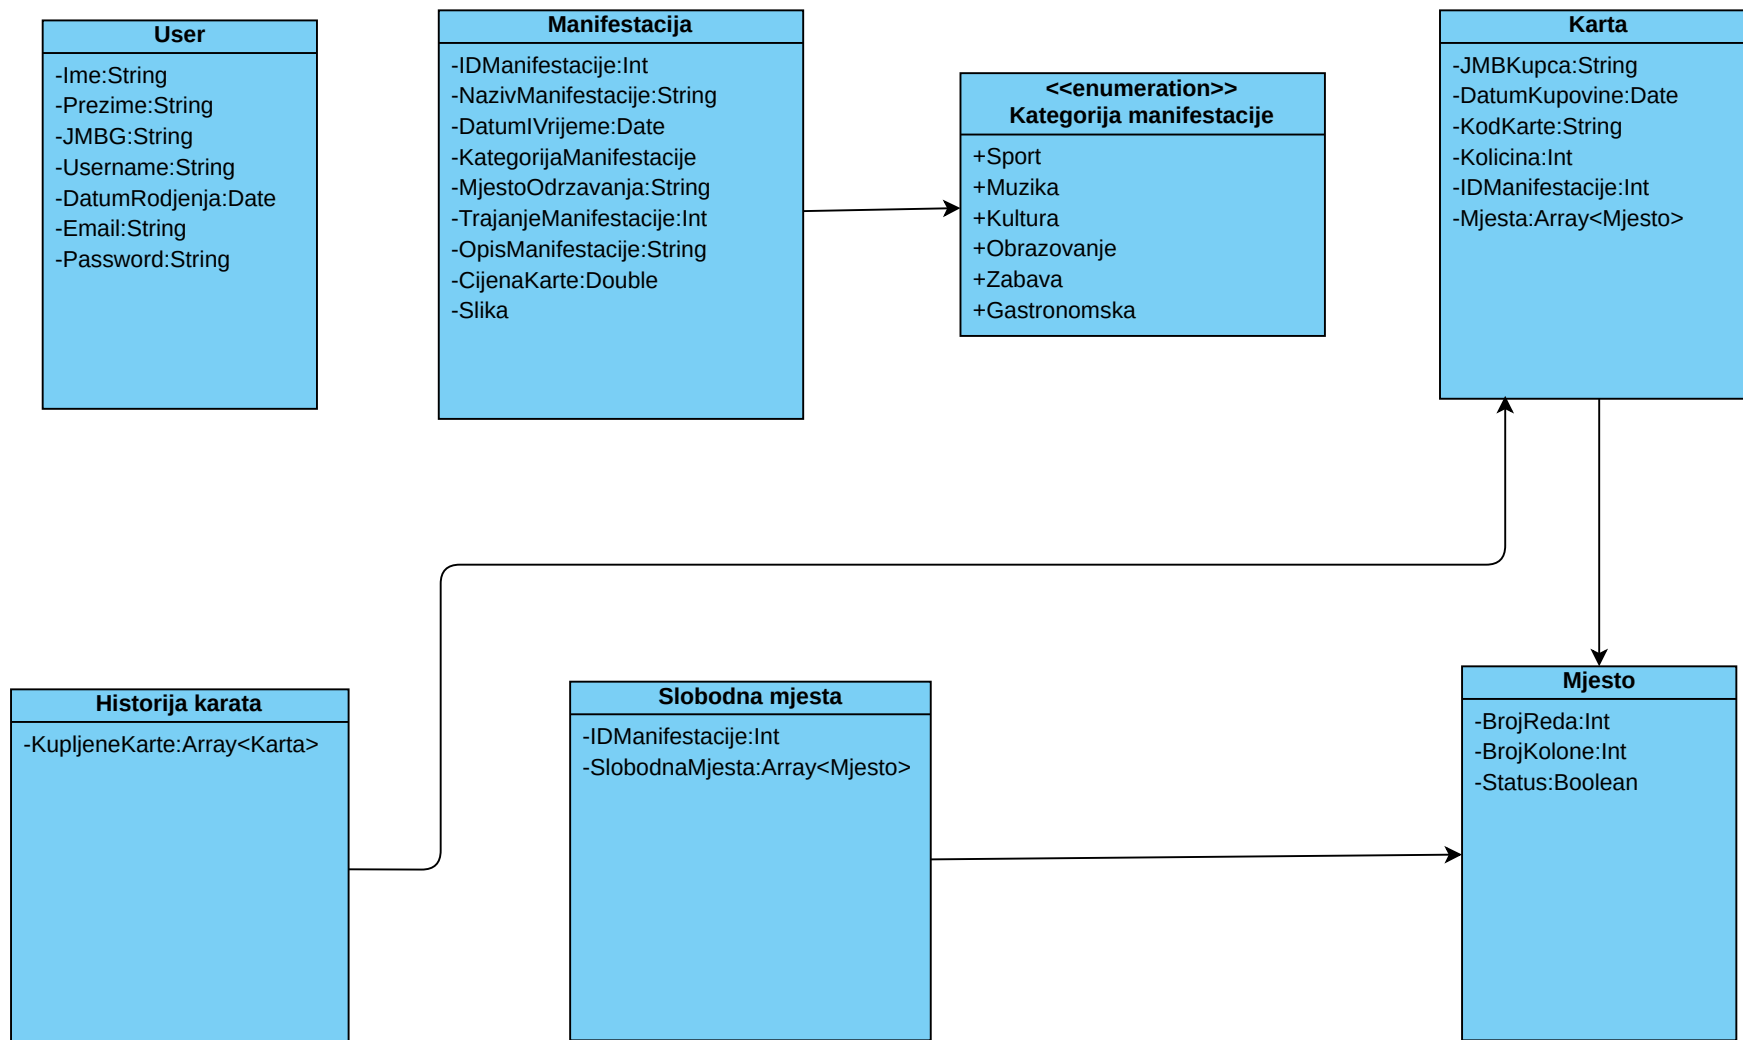 User
-Ime:String
-Prezime:String
-JMBG:String
-Username:String
-DatumRodjenja:Date
-Email:String
-Password:String
Manifestacija
-IDManifestacije:Int
-NazivManifestacije:String
-DatumIVrijeme:Date
-KategorijaManifestacije
-MjestoOdrzavanja:String
-TrajanjeManifestacije:Int
-OpisManifestacije:String
-CijenaKarte:Double
-Slika
<<enumeration>>
Kategorija manifestacije
+Sport
+Muzika
+Kultura
+Obrazovanje
+Zabava
+Gastronomska
Karta
-JMBKupca:String
-DatumKupovine:Date
-KodKarte:String
-Kolicina:Int
-IDManifestacije:Int
-Mjesta:Array<Mjesto>
Historija karata
-KupljeneKarte:Array<Karta>
Slobodna mjesta
-IDManifestacije:Int
-SlobodnaMjesta:Array<Mjesto>
Mjesto
-BrojReda:Int
-BrojKolone:Int
-Status:Boolean